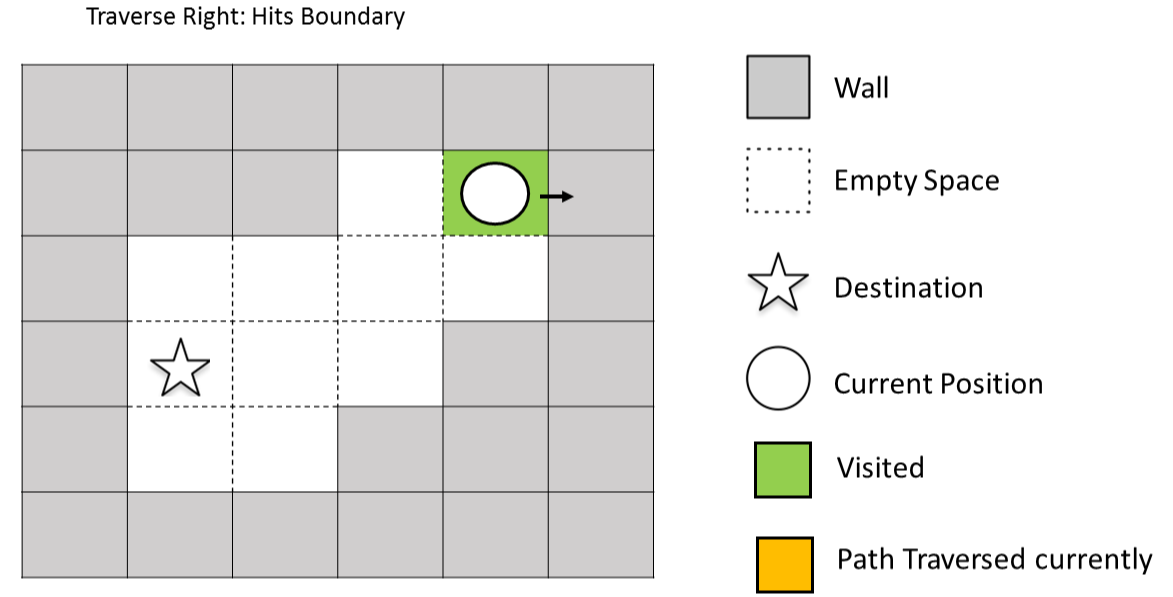 Traverse Right: Hits Boundary
Wall
Empty Space
Destination
Current Position
Visited
Path Traversed currently